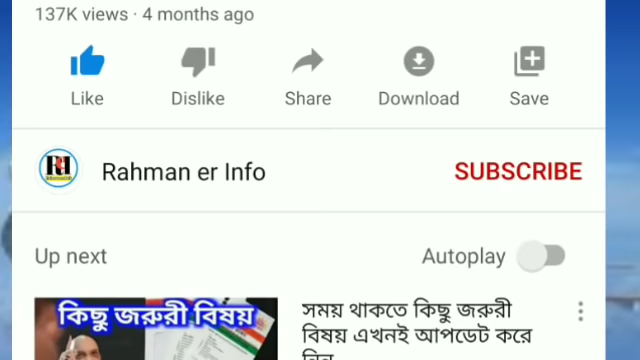 137K views · 4 months ago
Like Dislike Share Download Save
Rahman er Info SUBSCRIBE
Up next Autoplay
কিছু জরুরী বিষয়
সময় থাকতে কিছু জরুরী
বিষয় এখনই আপডেট করে